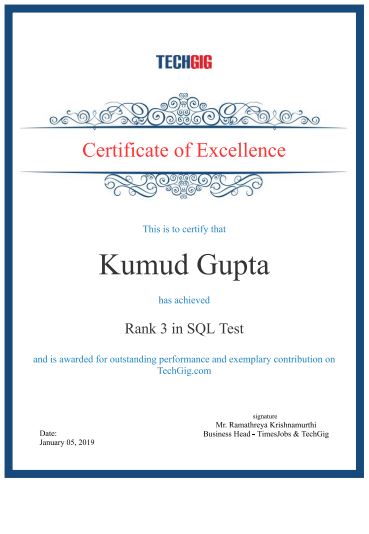 TECHGIG
Certificate of Excellence
This is to certify that
Kumud Gupta
has achieved
Rank 3 in SQL Test
and is awarded for outstanding performance and exemplary contribution on
TechGig.com
signature
Mr. Ramathreya Krishnamurthi
Business Head - TimesJobs & TechGig
Date:
January 05, 2019